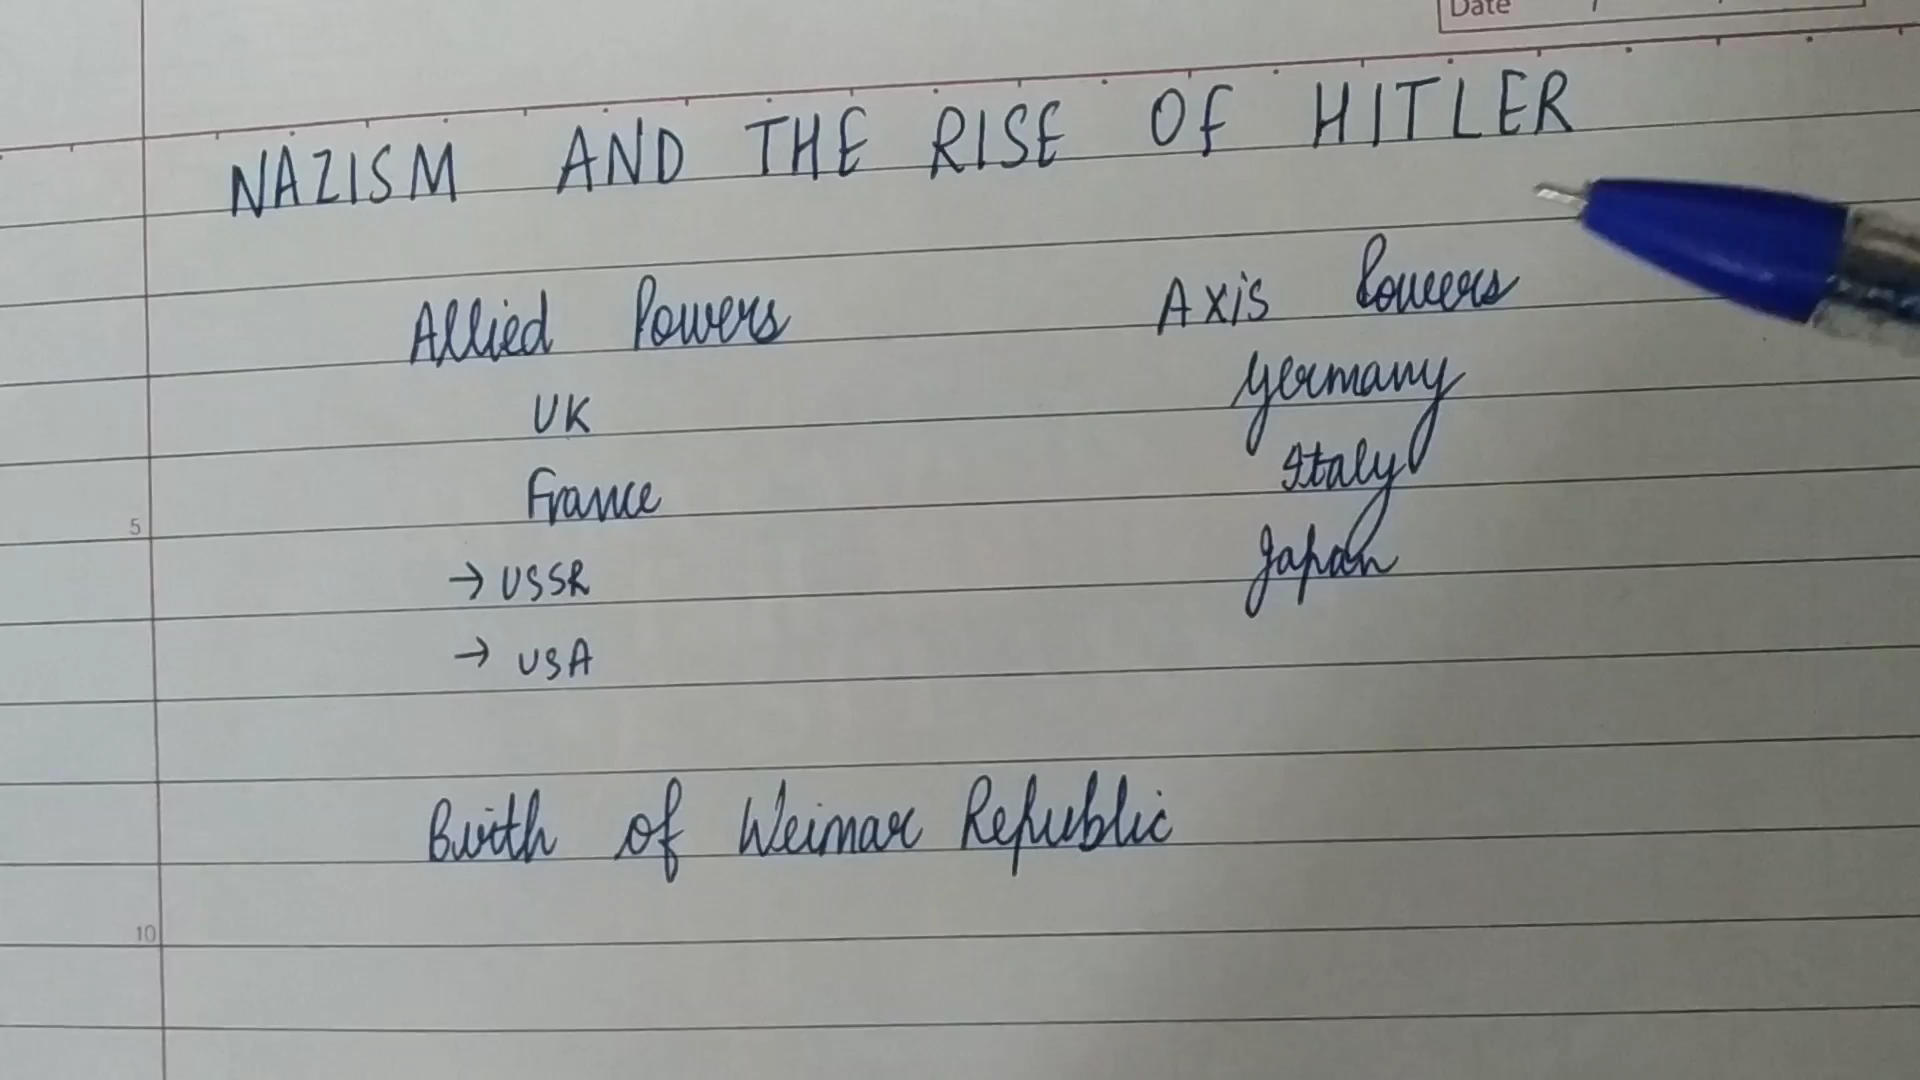 Date
NAZISM AND THE RISE OF HITLER
Allied Powers
UK
France
→ USSR
→ USA
Axis Powers
Germany
Italy
Japan
5
Birth of Weimar Republic
10